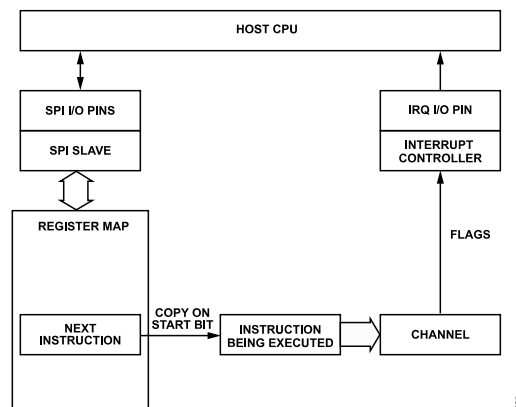 HOST CPU
SPI I/O PINS
IRQ I/O PIN
SPI SLAVE
INTERRUPT
CONTROLLER
REGISTER MAP
FLAGS
COPY ON
START BIT
NEXT
INSTRUCTION
INSTRUCTION
BEING EXECUTED
CHANNEL